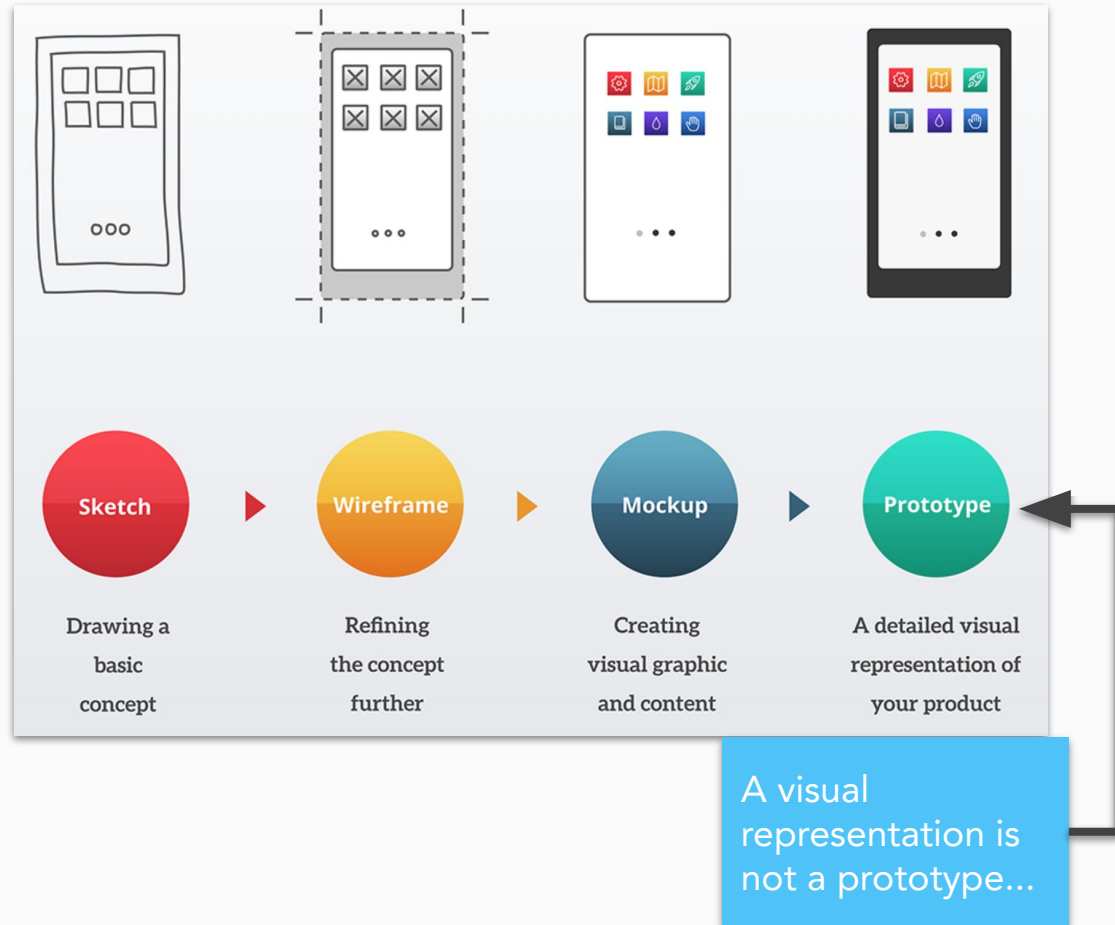 Sketch
Wireframe
Mockup
Prototype
Drawing a
basic
concept
Refining
the concept
further
Creating
visual graphic
and content
A detailed visual
representation of
your product
A visual
representation is
not a prototype...